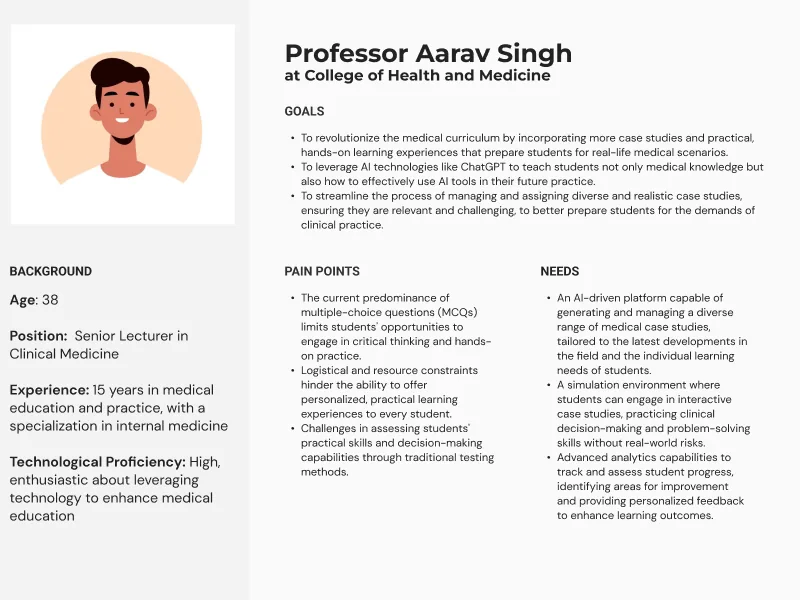 Professor Aarav Singh
at College of Health and Medicine
GOALS
• To revolutionize the medical curriculum by incorporating more case studies and practical,
hands-on learning experiences that prepare students for real-life medical scenarios.
• To leverage AI technologies like ChatGPT to teach students not only medical knowledge but
also how to effectively use AI tools in their future practice.
• To streamline the process of managing and assigning diverse and realistic case studies,
ensuring they are relevant and challenging, to better prepare students for the demands of
clinical practice.
BACKGROUND
Age: 38
Position: Senior Lecturer in
Clinical Medicine
Experience: 15 years in medical
education and practice, with a
specialization in internal medicine
Technological Proficiency: High,
enthusiastic about leveraging
technology to enhance medical
education
PAIN POINTS
• The current predominance of
multiple-choice questions (MCQs)
limits students' opportunities to
engage in critical thinking and hands-
on practice.
• Logistical and resource constraints
hinder the ability to offer
personalized, practical learning
experiences to every student.
• Challenges in assessing students'
practical skills and decision-making
capabilities through traditional testing
methods.
NEEDS
• An AI-driven platform capable of
generating and managing a diverse
range of medical case studies,
tailored to the latest developments in
the field and the individual learning
needs of students.
• A simulation environment where
students can engage in interactive
case studies, practicing clinical
decision-making and problem-solving
skills without real-world risks.
• Advanced analytics capabilities to
track and assess student progress,
identifying areas for improvement
and providing personalized feedback
to enhance learning outcomes.